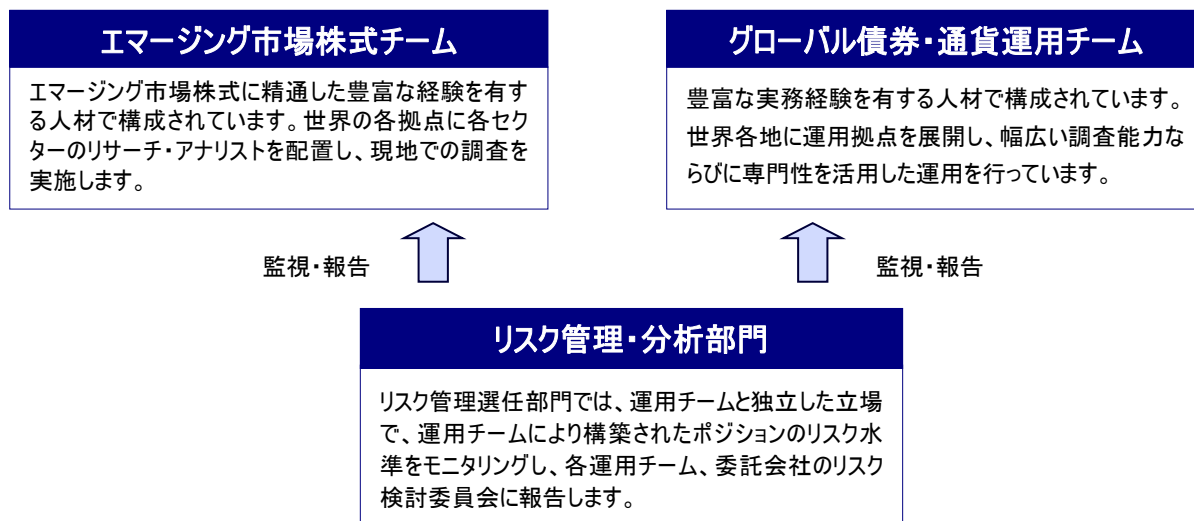 エマージング市場株式チーム
エマージング市場株式に精通した豊富な経験を有す
る人材で構成されています。世界の各拠点に各セク
ターのリサーチ・アナリストを配置し、現地での調査を
実施します。
グローバル債券・通貨運用チーム
豊富な実務経験を有する人材で構成されています。
世界各地に運用拠点を展開し、幅広い調査能力な
らびに専門性を活用した運用を行っています。
監視・報告
監視・報告
リスク管理・分析部門
リスク管理選任部門では、運用チームと独立した立場
で、運用チームにより構築されたポジションのリスク水
準をモニタリングし、各運用チーム、委託会社のリスク
検討委員会に報告します。